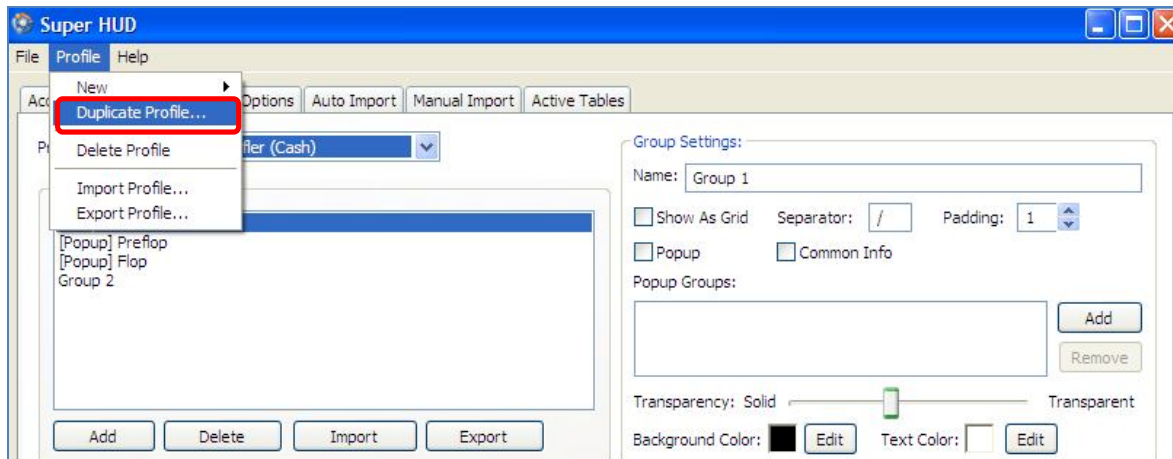 Super HUD
File Profile Help
New
Duplicate Profile...
Delete Profile
Import Profile...
Export Profile...
Options Auto Import Manual Import Active Tables
(Cash)
[Popup] Preflop
[Popup] Flop
Group 2
Add Delete Import Export
Group Settings:
Name: Group 1
Show As Grid Separator: / Padding: 1
Popup Common Info
Popup Groups:
Add
Remove
Transparency: Solid Transparent
Background Color: Edit Text Color: Edit